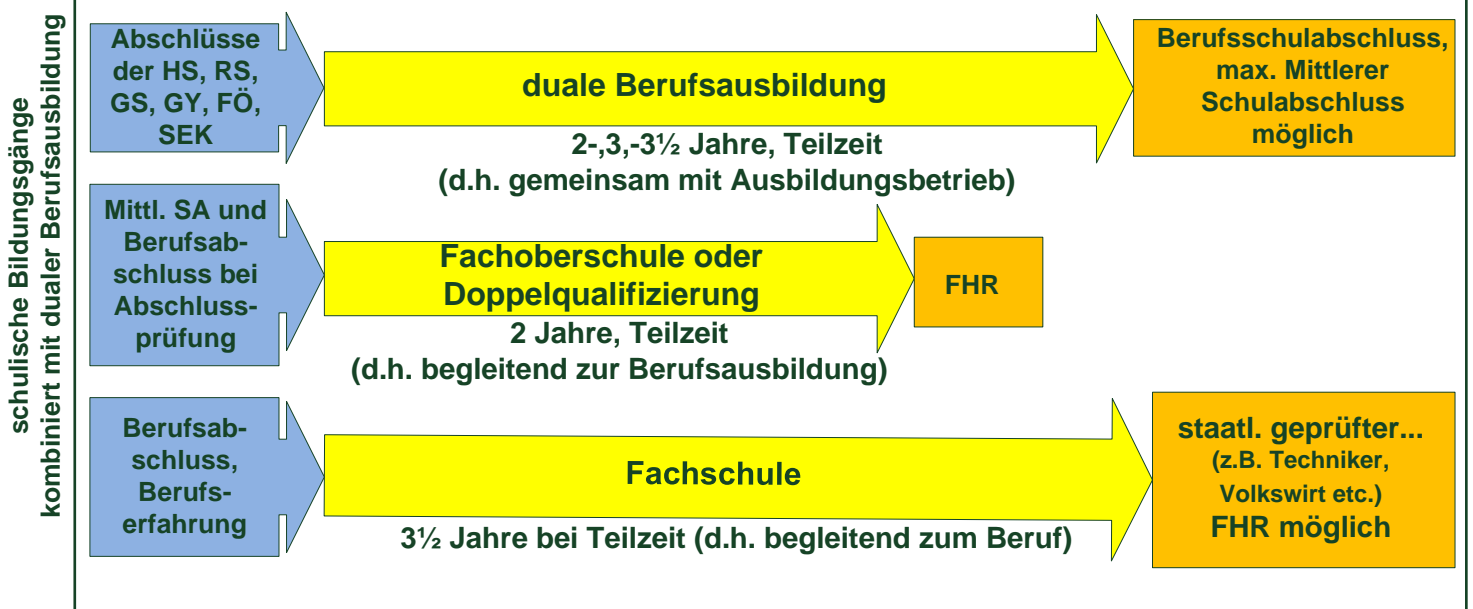 schulische Bildungsgänge
kombiniert mit dualer Berufsausbildung
Abschlüsse
der HS, RS,
GS, GY, FÖ,
SEK
duale Berufsausbildung
2-,3,-3½ Jahre, Teilzeit
(d.h. gemeinsam mit Ausbildungsbetrieb)
Berufsschulabschluss,
max. Mittlerer
Schulabschluss
möglich
Mittl. SA und
Berufsab-
schluss bei
Abschluss-
prüfung
Fachoberschule oder
Doppelqualifizierung
2 Jahre, Teilzeit
(d.h. begleitend zur Berufsausbildung)
FHR
Berufsab-
schluss,
Berufs-
erfahrung
Fachschule
3½ Jahre bei Teilzeit (d.h. begleitend zum Beruf)
staatl. geprüfter...
(z.B. Techniker,
Volkswirt etc.)
FHR möglich